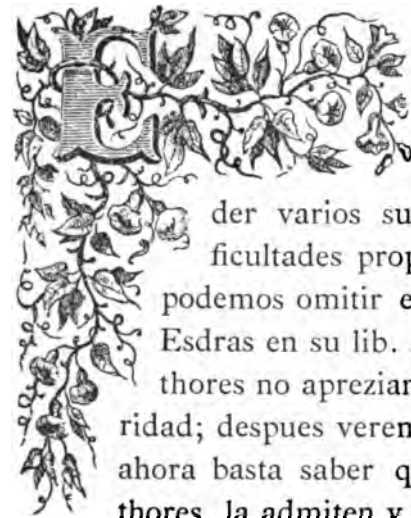 E
der varios su
ficultades prop
podemos omitir e
Esdras en su lib.
thores no aprezian
ridad; despues verem
ahora basta saber q
thores, la admiten y